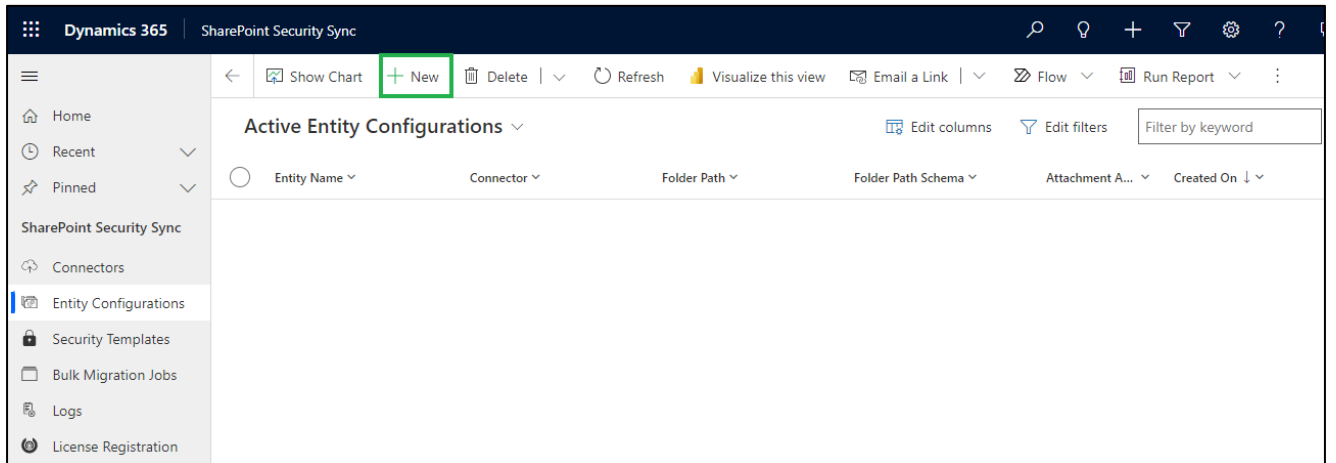 Dynamics 365 SharePoint Security Sync ?
Show Chart New Delete Refresh Visualize this view Email a Link Flow Run Report
Home
Active Entity Configurations Edit columns Edit filters Filter by keyword
Recent
Pinned
Entity Name Connector Folder Path Folder Path Schema Attachment A... Created On
SharePoint Security Sync
Connectors
Entity Configurations
Security Templates
Bulk Migration Jobs
Logs
License Registration